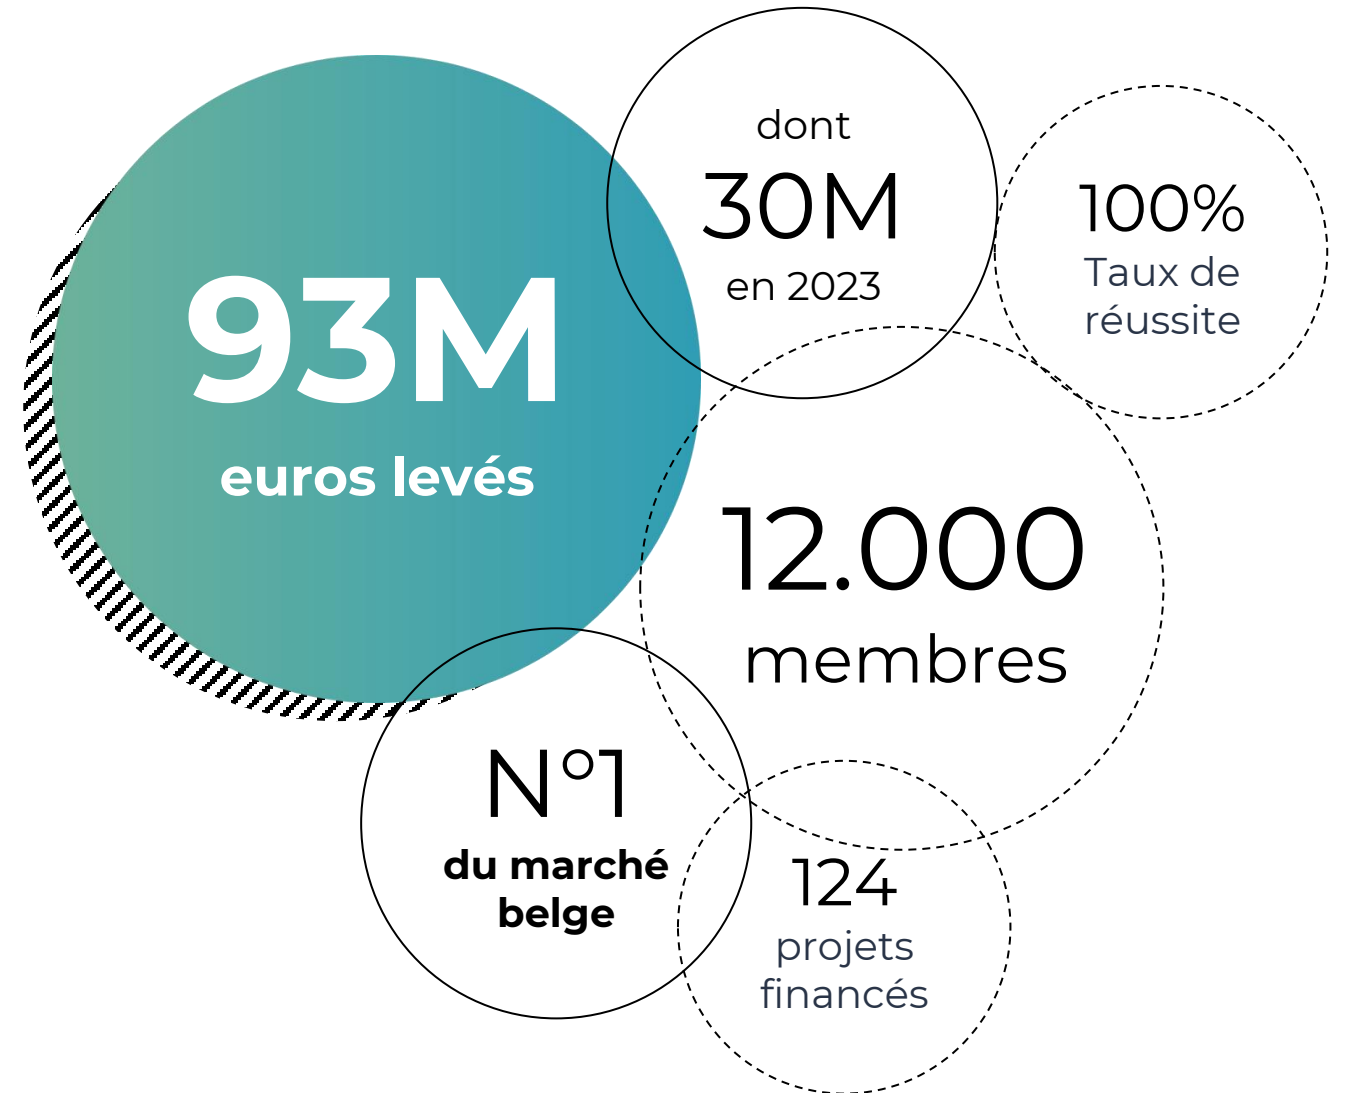 93M
euros levés
dont
30M
en 2023
100%
Taux de
réussite
12.000
membres
N°1
du marché
belge
124
projets
financés